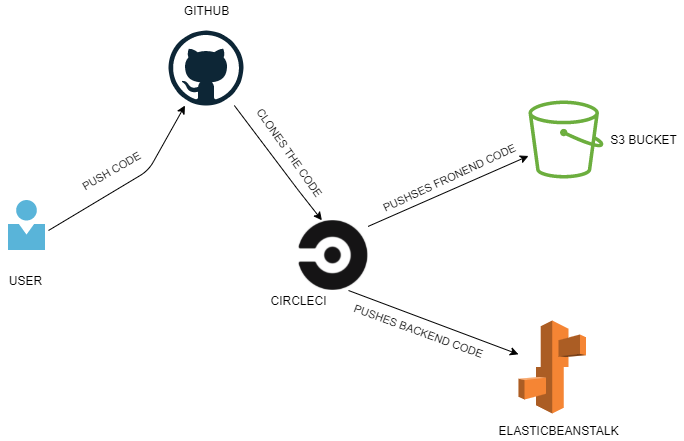 GITHUB
PUSH CODE
CLONES THE CODE
USER
CIRCLECI
PUSHSES FRONEND CODE
S3 BUCKET
PUSHES BACKEND CODE
ELASTICBEANSTALK